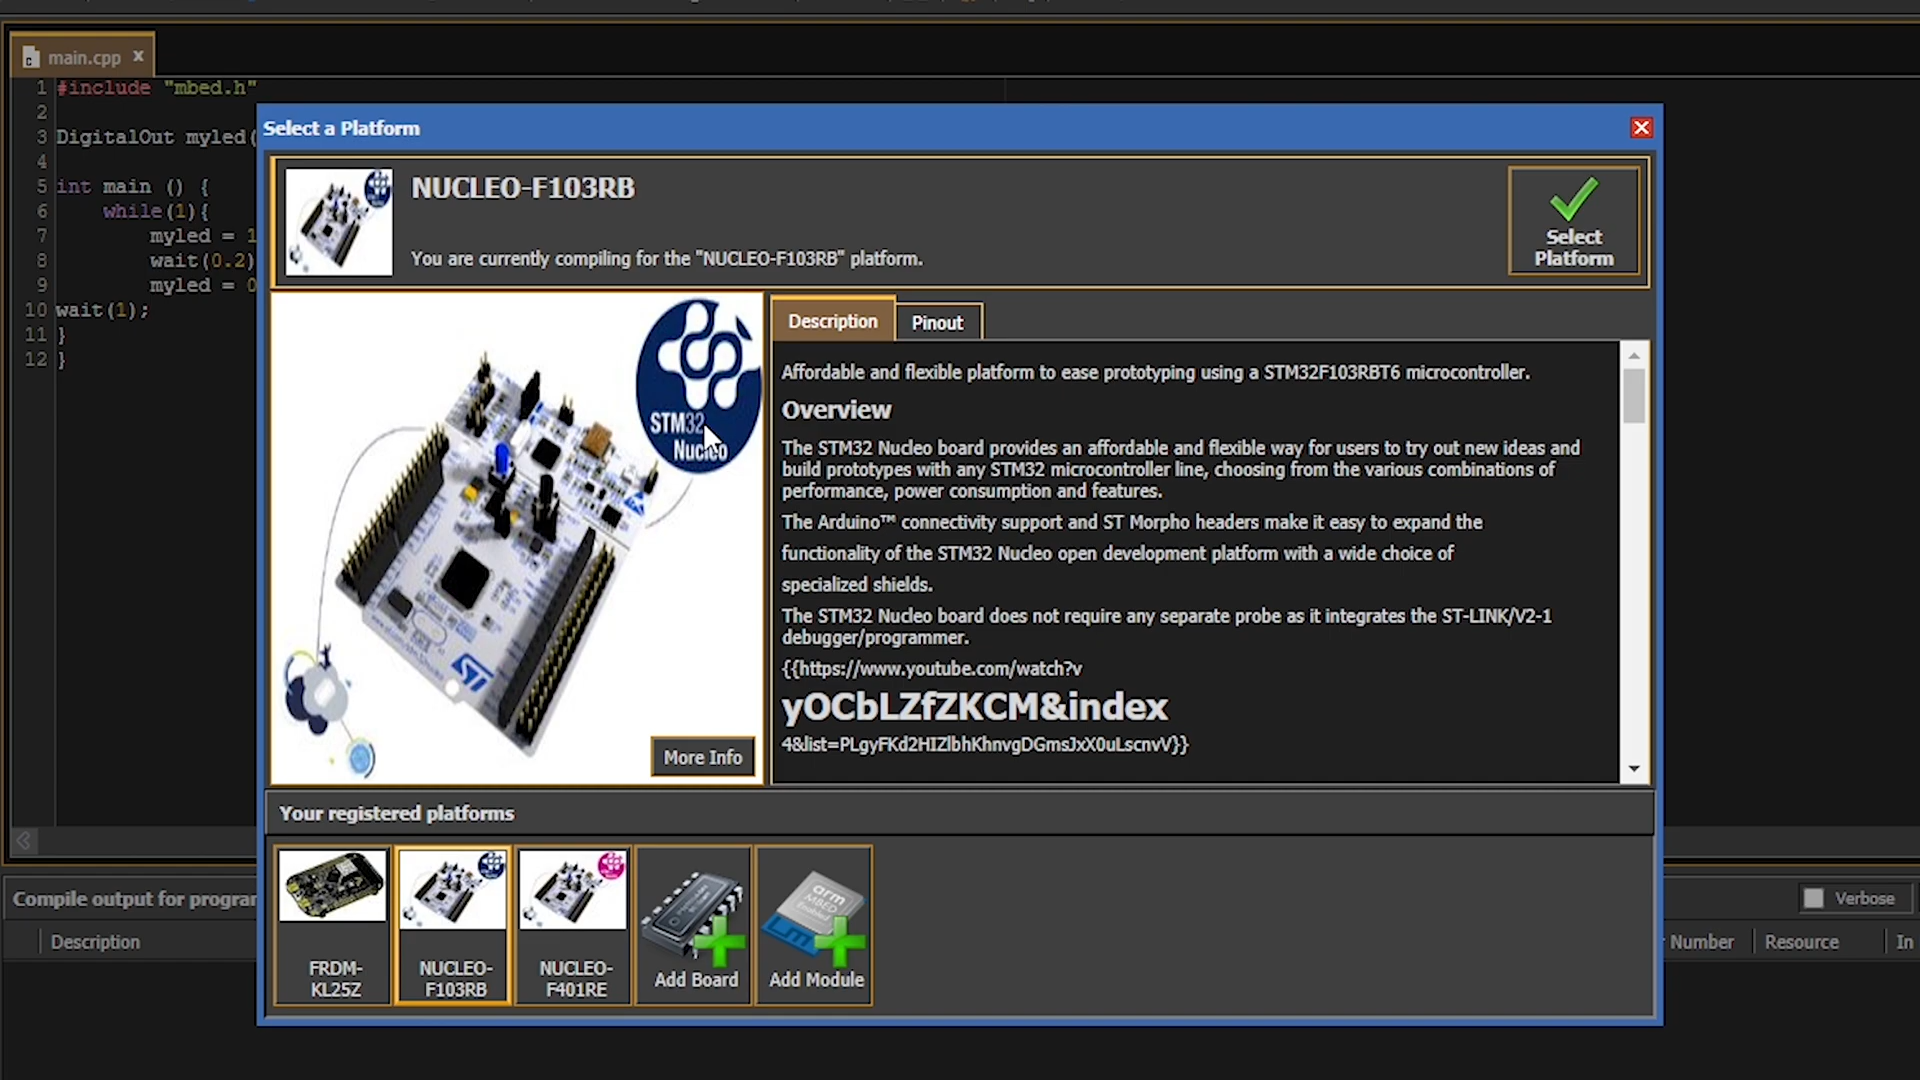 main.cpp x
1 #include "mbed.h"
2
3 DigitalOut myled(
4
5 int main () {
6 while(1){
7 myled = 1
8 wait(0.2)
9 myled = 0
10 wait(1);
11 }
12 }
Select a Platform
NUCLEO-F103RB
You are currently compiling for the "NUCLEO-F103RB" platform.
Select
Platform
STM32
Nucleo
More Info
Description
Pinout
Affordable and flexible platform to ease prototyping using a STM32F103RBT6 microcontroller.
Overview
The STM32 Nucleo board provides an affordable and flexible way for users to try out new ideas and
build prototypes with any STM32 microcontroller line, choosing from the various combinations of
performance, power consumption and features.
The Arduino™ connectivity support and ST Morpho headers make it easy to expand the
functionality of the STM32 Nucleo open development platform with a wide choice of
specialized shields.
The STM32 Nucleo board does not require any separate probe as it integrates the ST-LINK/V2-1
debugger/programmer.
{{https://www.youtube.com/watch?v
yOCbLZfZKCM&index
4&list=PLgyFKd2HIZlbhKhnvgDGmsJxX0uLscnvV}}
Your registered platforms
FRDM-
KL25Z
NUCLEO-
F103RB
NUCLEO-
F401RE
Add Board
arm
MBED
Enabled
Add Module
Compile output for program
Verbose
Description
Number
Resource
In